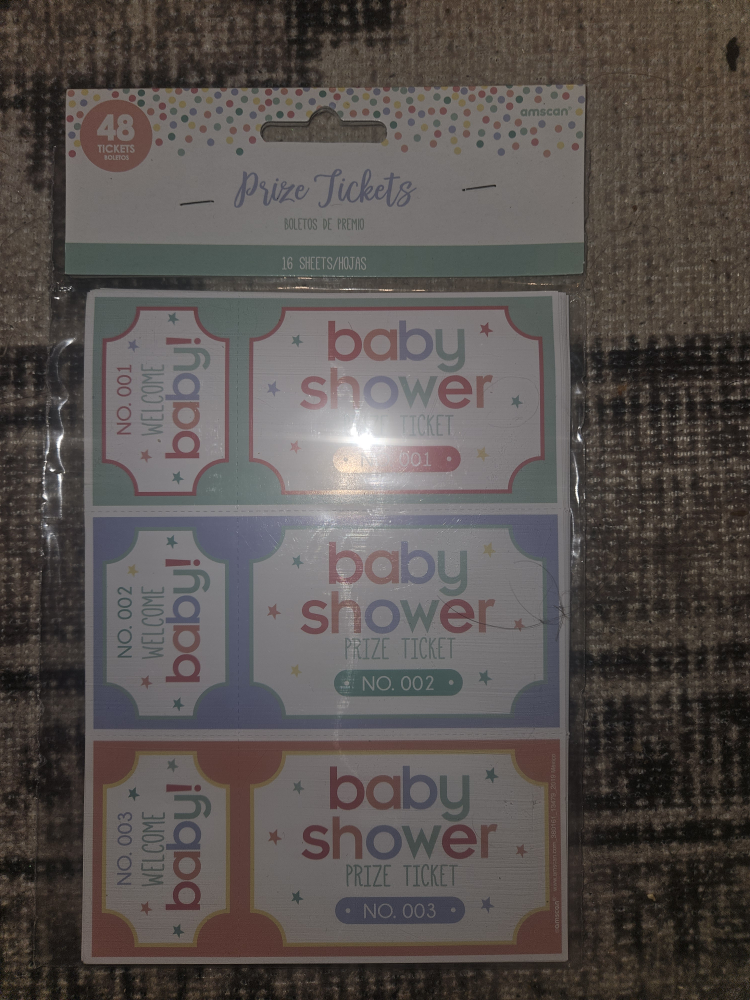 48
TICKETS
BOLETOS
amscan®
Prize Tickets
BOLETOS DE PREMIO
16 SHEETS/HOJAS
NO. 001
WELCOME
baby!
baby
shower
TICKET
001
NO. 002
WELCOME
baby!
baby
shower
PRIZE TICKET
NO. 002
NO. 003
WELCOME
baby!
baby
shower
PRIZE TICKET
NO. 003